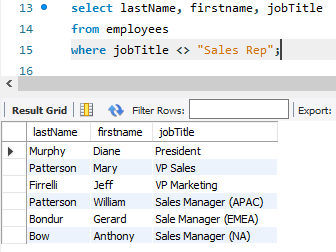 13 select lastName, firstname, jobTitle
14 from employees
15 where jobTitle <> "Sales Rep";
Result Grid Filter Rows: Export:
lastName firstname jobTitle
Murphy Diane President
Patterson Mary VP Sales
Firrelli Jeff VP Marketing
Patterson William Sales Manager (APAC)
Bondur Gerard Sale Manager (EMEA)
Bow Anthony Sales Manager (NA)